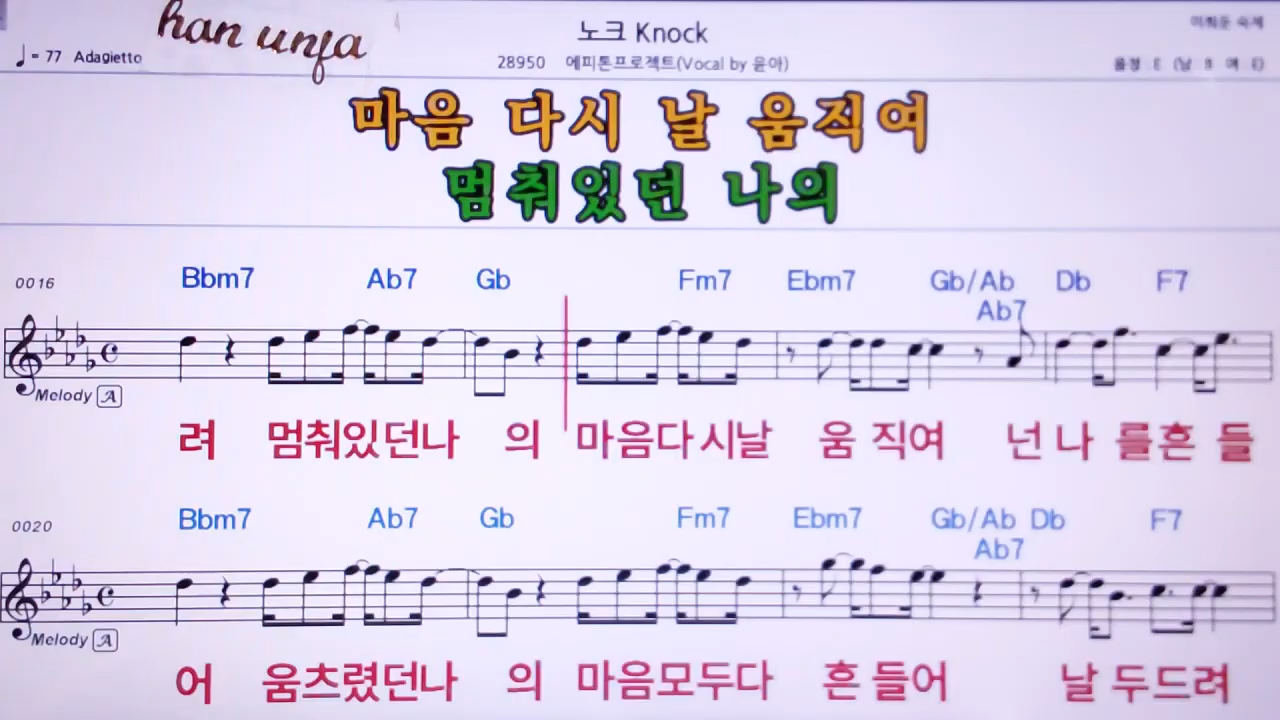 han unja
노크 Knock
♩= 77 Adagietto
28950 에피톤프로젝트(Vocal by 윤아)
음정 E (남 B 여 E)
마음 다시 날 움직여
멈춰있던 나의
0016 Bbm7 Ab7 Gb Fm7 Ebm7 Gb/Ab Db F7
Ab7
Melody A
려 멈춰있던나 의 마음다시날 움 직여 넌 나 를흔 들
0020 Bbm7 Ab7 Gb Fm7 Ebm7 Gb/Ab Db F7
Ab7
Melody A
어 움츠렸던나 의 마음모두다 흔 들어 날 두드려